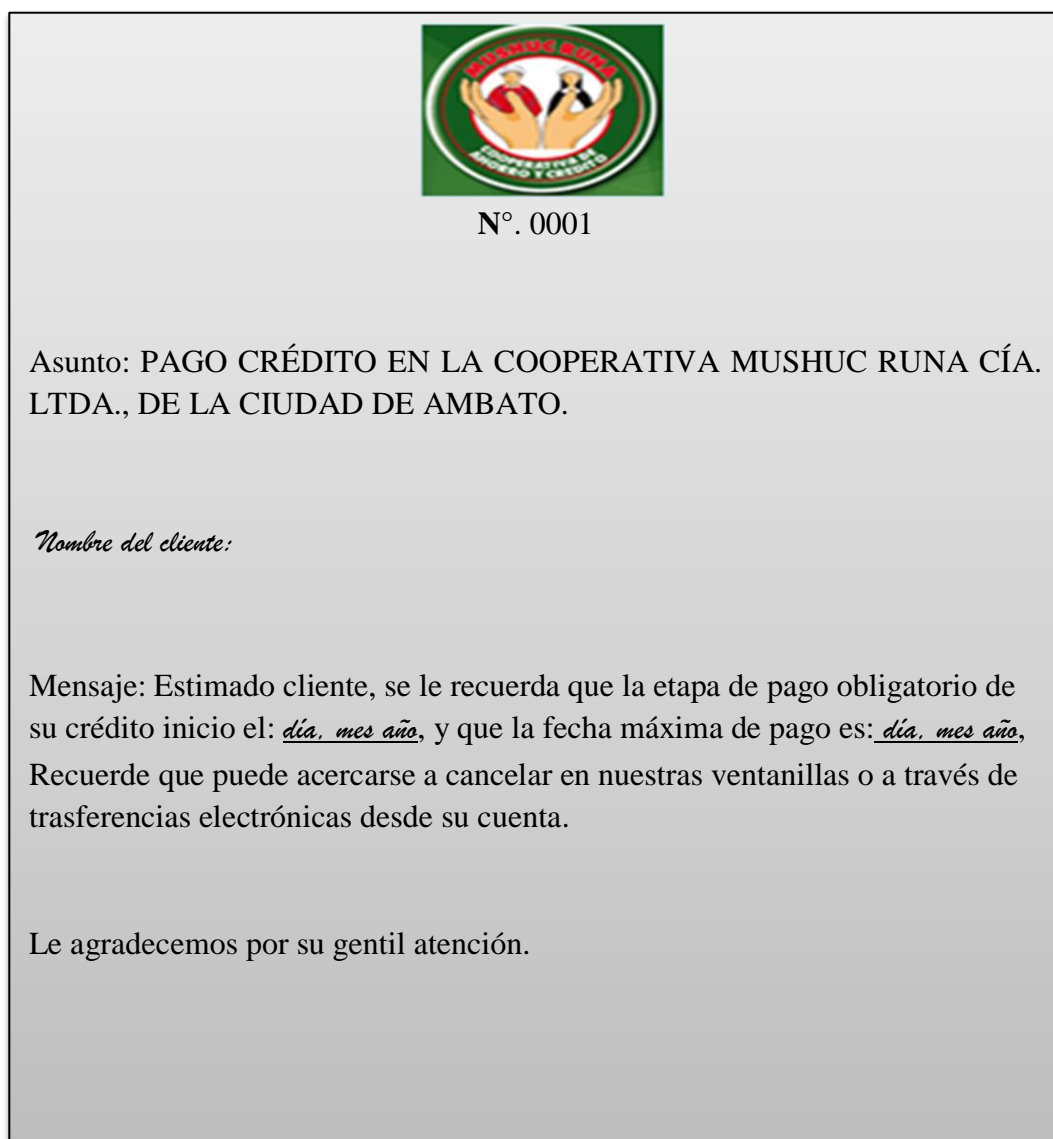 MUSHUC RUNA
COOPERATIVA DE
AHORRO Y CREDITO
N°. 0001
Asunto: PAGO CRÉDITO EN LA COOPERATIVA MUSHUC RUNA CÍA.
LTDA., DE LA CIUDAD DE AMBATO.
Nombre del cliente:
Mensaje: Estimado cliente, se le recuerda que la etapa de pago obligatorio de
su crédito inicio el: día, mes año, y que la fecha máxima de pago es: día, mes año,
Recuerde que puede acercarse a cancelar en nuestras ventanillas o a través de
trasferencias electrónicas desde su cuenta.
Le agradecemos por su gentil atención.